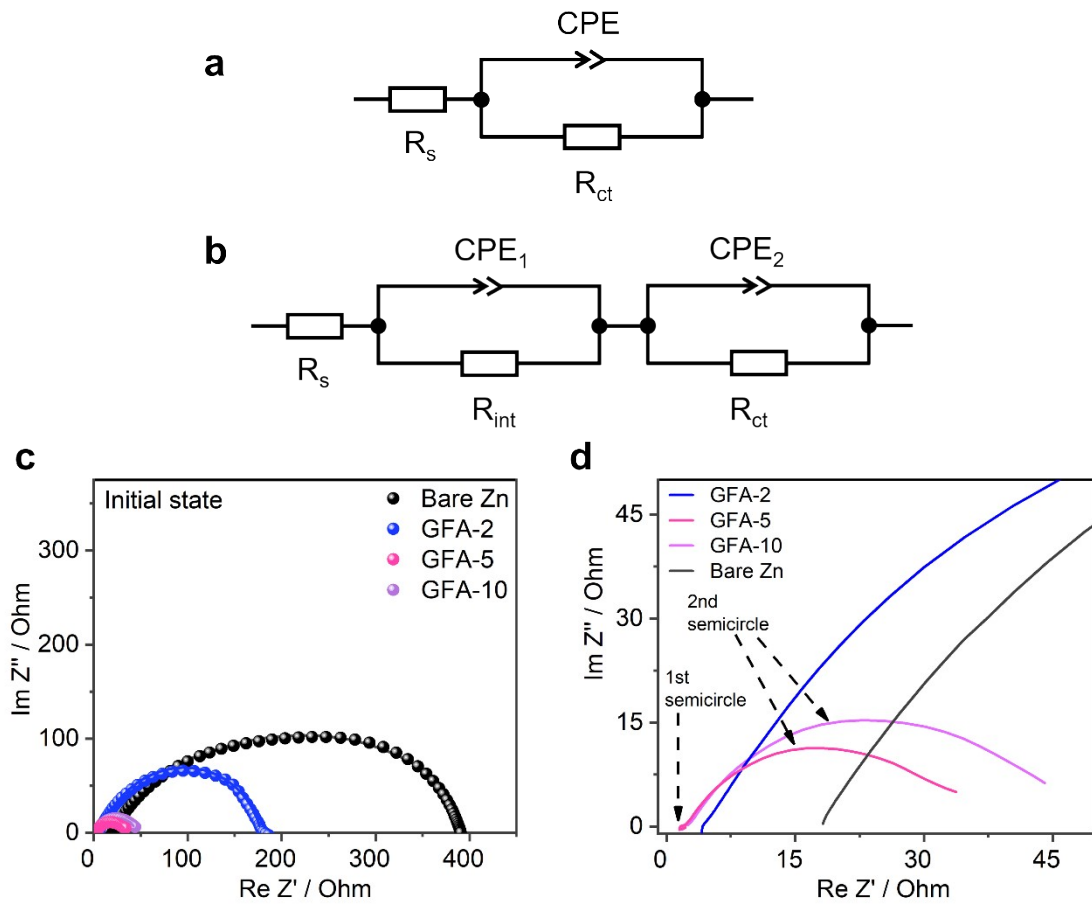 a
CPE
Rs
Rct
b
CPE1
CPE2
Rs
Rint
Rct
c
Initial state
Bare Zn
GFA-2
GFA-5
GFA-10
300
200
100
0
0
100
200
300
400
Im Z" / Ohm
Re Z' / Ohm
d
GFA-2
GFA-5
GFA-10
Bare Zn
2nd
semicircle
1st
semicircle
45
30
15
0
0
15
30
45
Im Z" / Ohm
Re Z' / Ohm